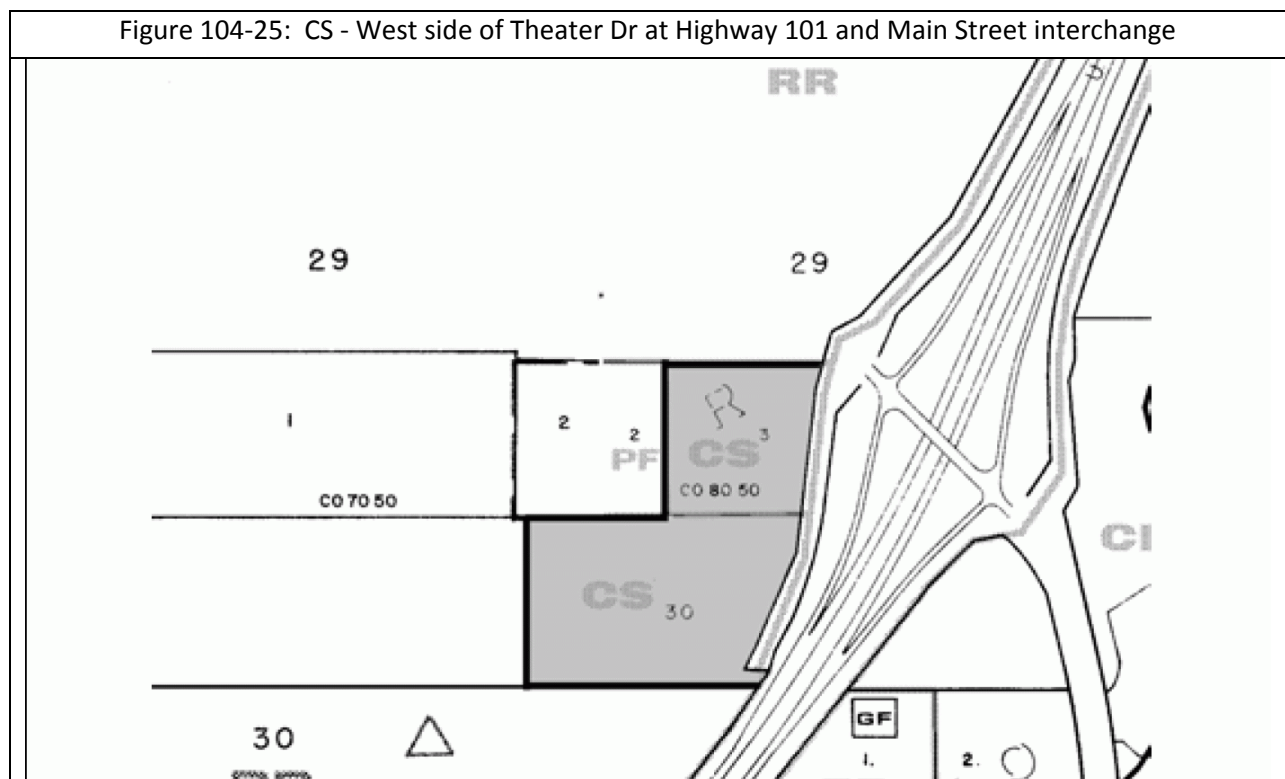 Figure 104-25: CS - West side of Theater Dr at Highway 101 and Main Street interchange
RR
29
29
1
2
2
PF
CS
3
CO 70 50
CO 80 50
CS
30
30
GF
1.
2.